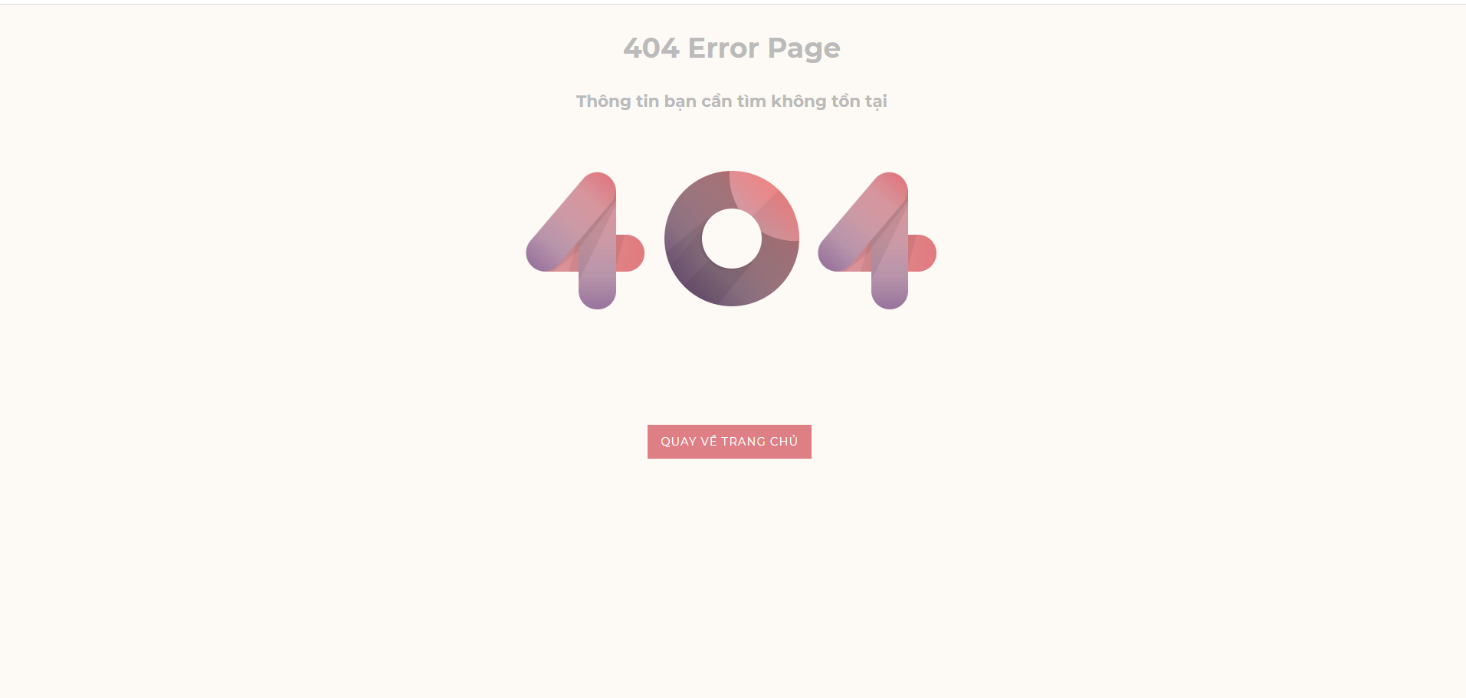 404 Error Page
Thông tin bạn cần tìm không tồn tại
404
QUAY VỀ TRANG CHỦ